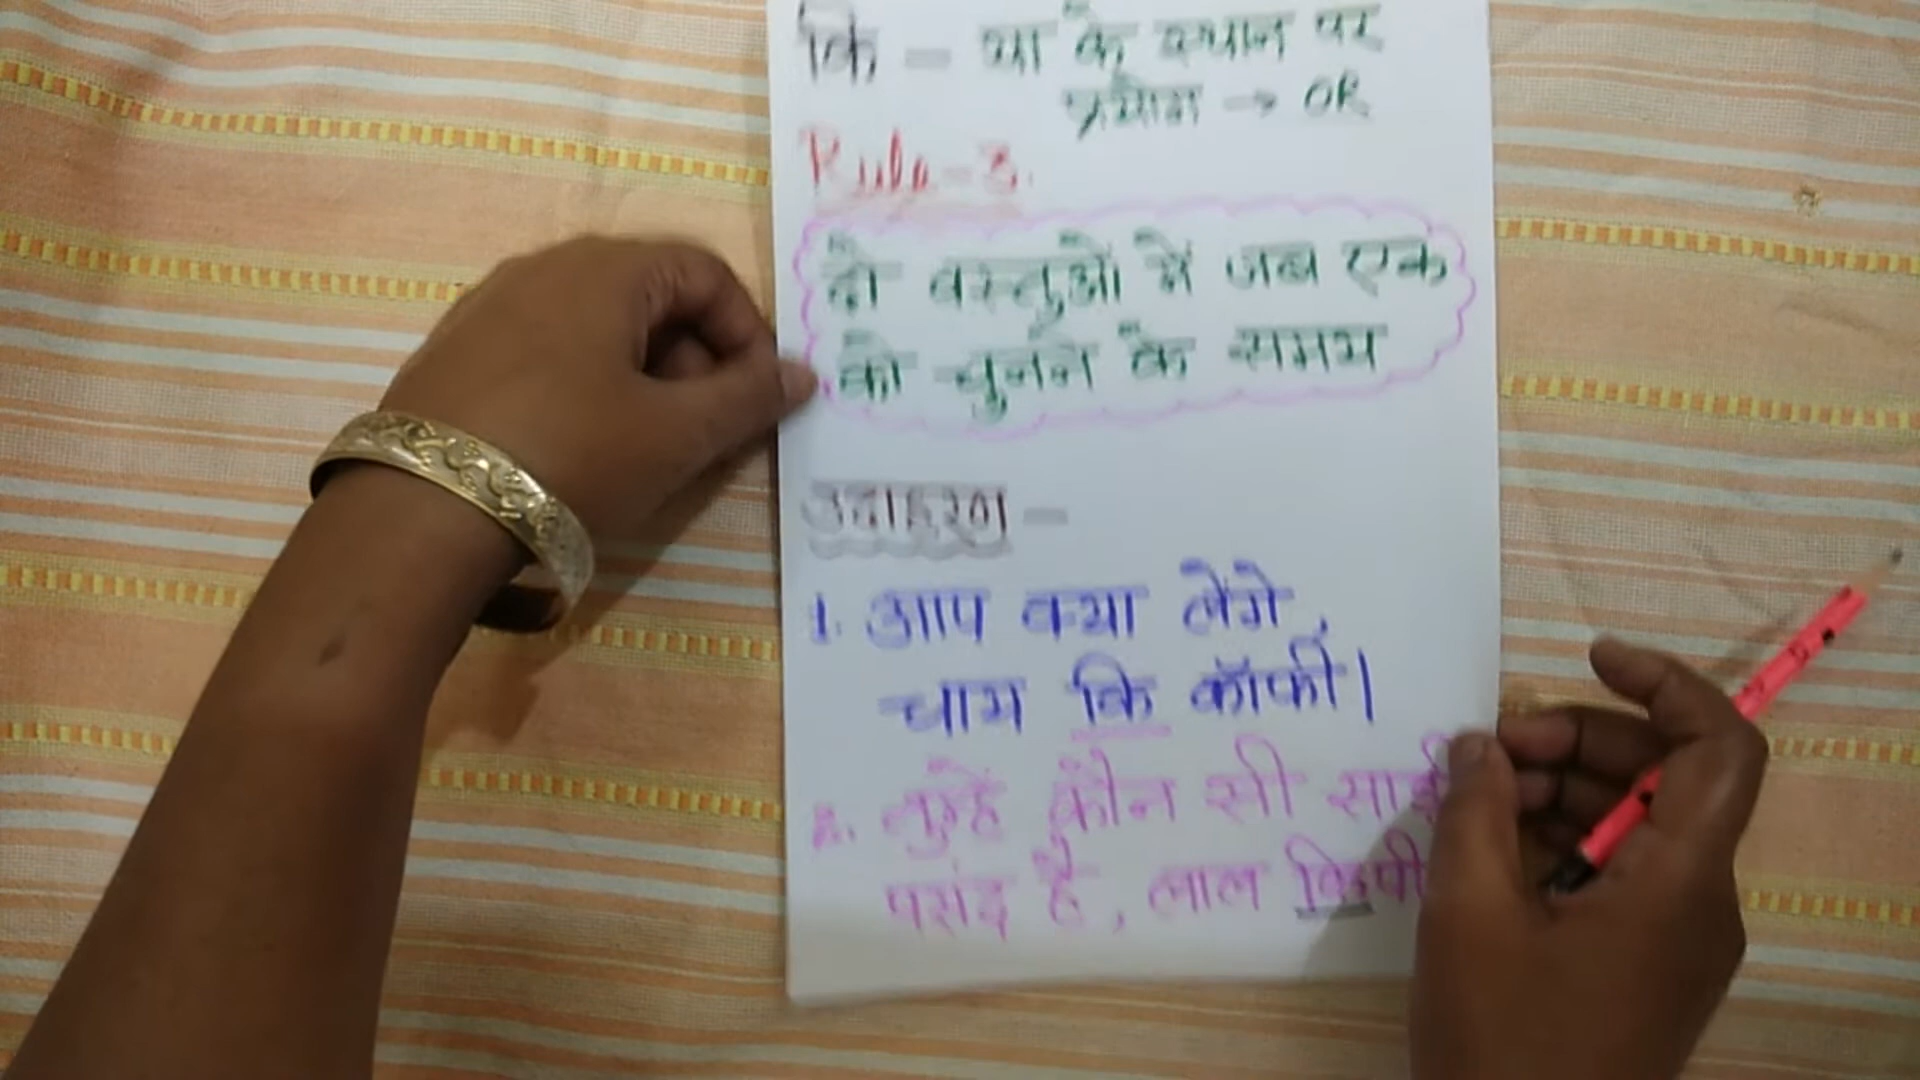 कि — या के स्थान पर
प्रयोग → OR
Rule-3.
दो वस्तुओं में जब एक
को चुनने के समय
उदाहरण —
1. आप क्या लेंगे,
चाय कि कॉफी।
2. तुम्हें कौन सी
पसंद है, लाल कि